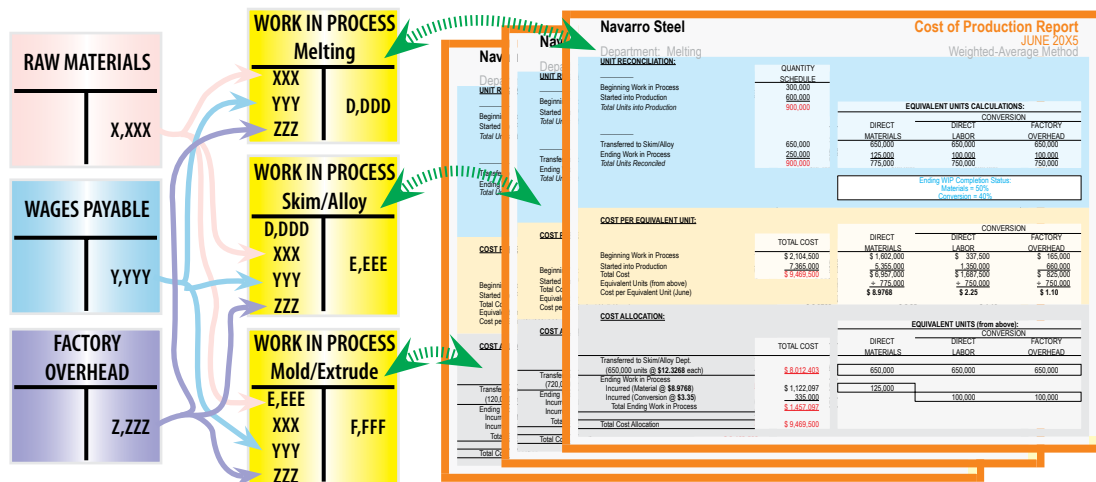 RAW MATERIALS
X,XXX
WAGES PAYABLE
Y,YYY
FACTORY
OVERHEAD
Z,ZZZ
WORK IN PROCESS
Melting
XXX
YYY
ZZZ
D,DDD
WORK IN PROCESS
Skim/Alloy
D,DDD
XXX
YYY
ZZZ
E,EEE
WORK IN PROCESS
Mold/Extrude
E,EEE
XXX
YYY
ZZZ
F,FFF
Navarro Steel
Cost of Production Report
JUNE 20X5
Department: Melting
Weighted-Average Method
UNIT RECONCILIATION:
QUANTITY
SCHEDULE
Beginning Work in Process 300,000
Started into Production 600,000
Total Units into Production 900,000
EQUIVALENT UNITS CALCULATIONS:
CONVERSION
DIRECT DIRECT FACTORY
MATERIALS LABOR OVERHEAD
Transferred to Skim/Alloy 650,000 650,000 650,000 650,000
Ending Work in Process 250,000 125,000 100,000 100,000
Total Units Reconciled 900,000 775,000 750,000 750,000
Ending WIP Completion Status:
Materials = 50%
Conversion = 40%
COST PER EQUIVALENT UNIT:
CONVERSION
DIRECT DIRECT FACTORY
TOTAL COST MATERIALS LABOR OVERHEAD
Beginning Work in Process $ 2,104,500 $ 1,602,000 $ 337,500 $ 165,000
Started into Production 7,365,000 5,355,000 1,350,000 660,000
Total Cost $ 9,469,500 $ 6,957,000 $ 1,687,500 $ 825,000
Equivalent Units (from above) ÷ 775,000 ÷ 750,000 ÷ 750,000
Cost per Equivalent Unit (June) $ 8.9768 $ 2.25 $ 1.10
COST ALLOCATION:
EQUIVALENT UNITS (from above):
CONVERSION
DIRECT DIRECT FACTORY
TOTAL COST MATERIALS LABOR OVERHEAD
Transferred to Skim/Alloy Dept.
(650,000 units @ $12.3268 each) $ 8,012,403 650,000 650,000 650,000
Ending Work in Process
Incurred (Material @ $8.9768) $ 1,122,097 125,000
Incurred (Conversion @ $3.35) 335,000 100,000 100,000
Total Ending Work in Process $ 1,457,097
Total Cost Allocation $ 9,469,500